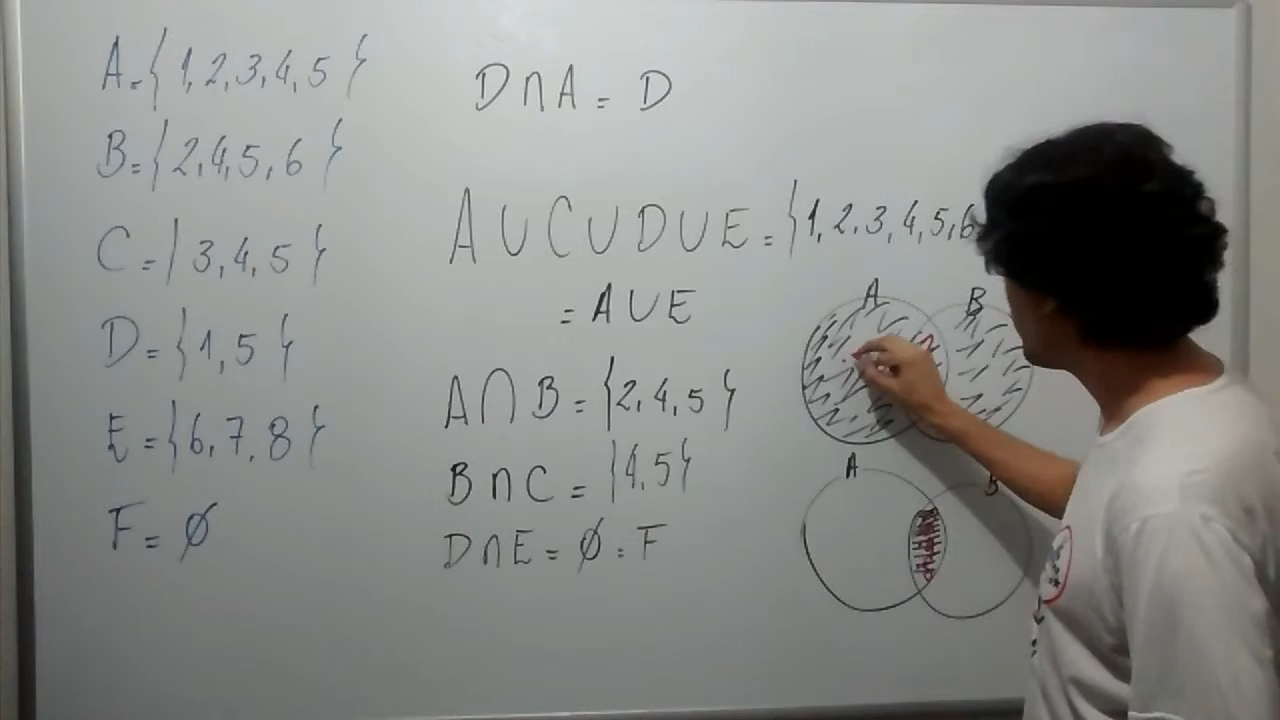 A={1,2,3,4,5}
B={2,4,5,6}
C={3,4,5}
D={1,5}
E={6,7,8}
F=∅
D∩A=D
A∪C∪D∪E={1,2,3,4,5,6
=A∪E
A∩B={2,4,5}
B∩C={4,5}
D∩E=∅=F
A B
A B